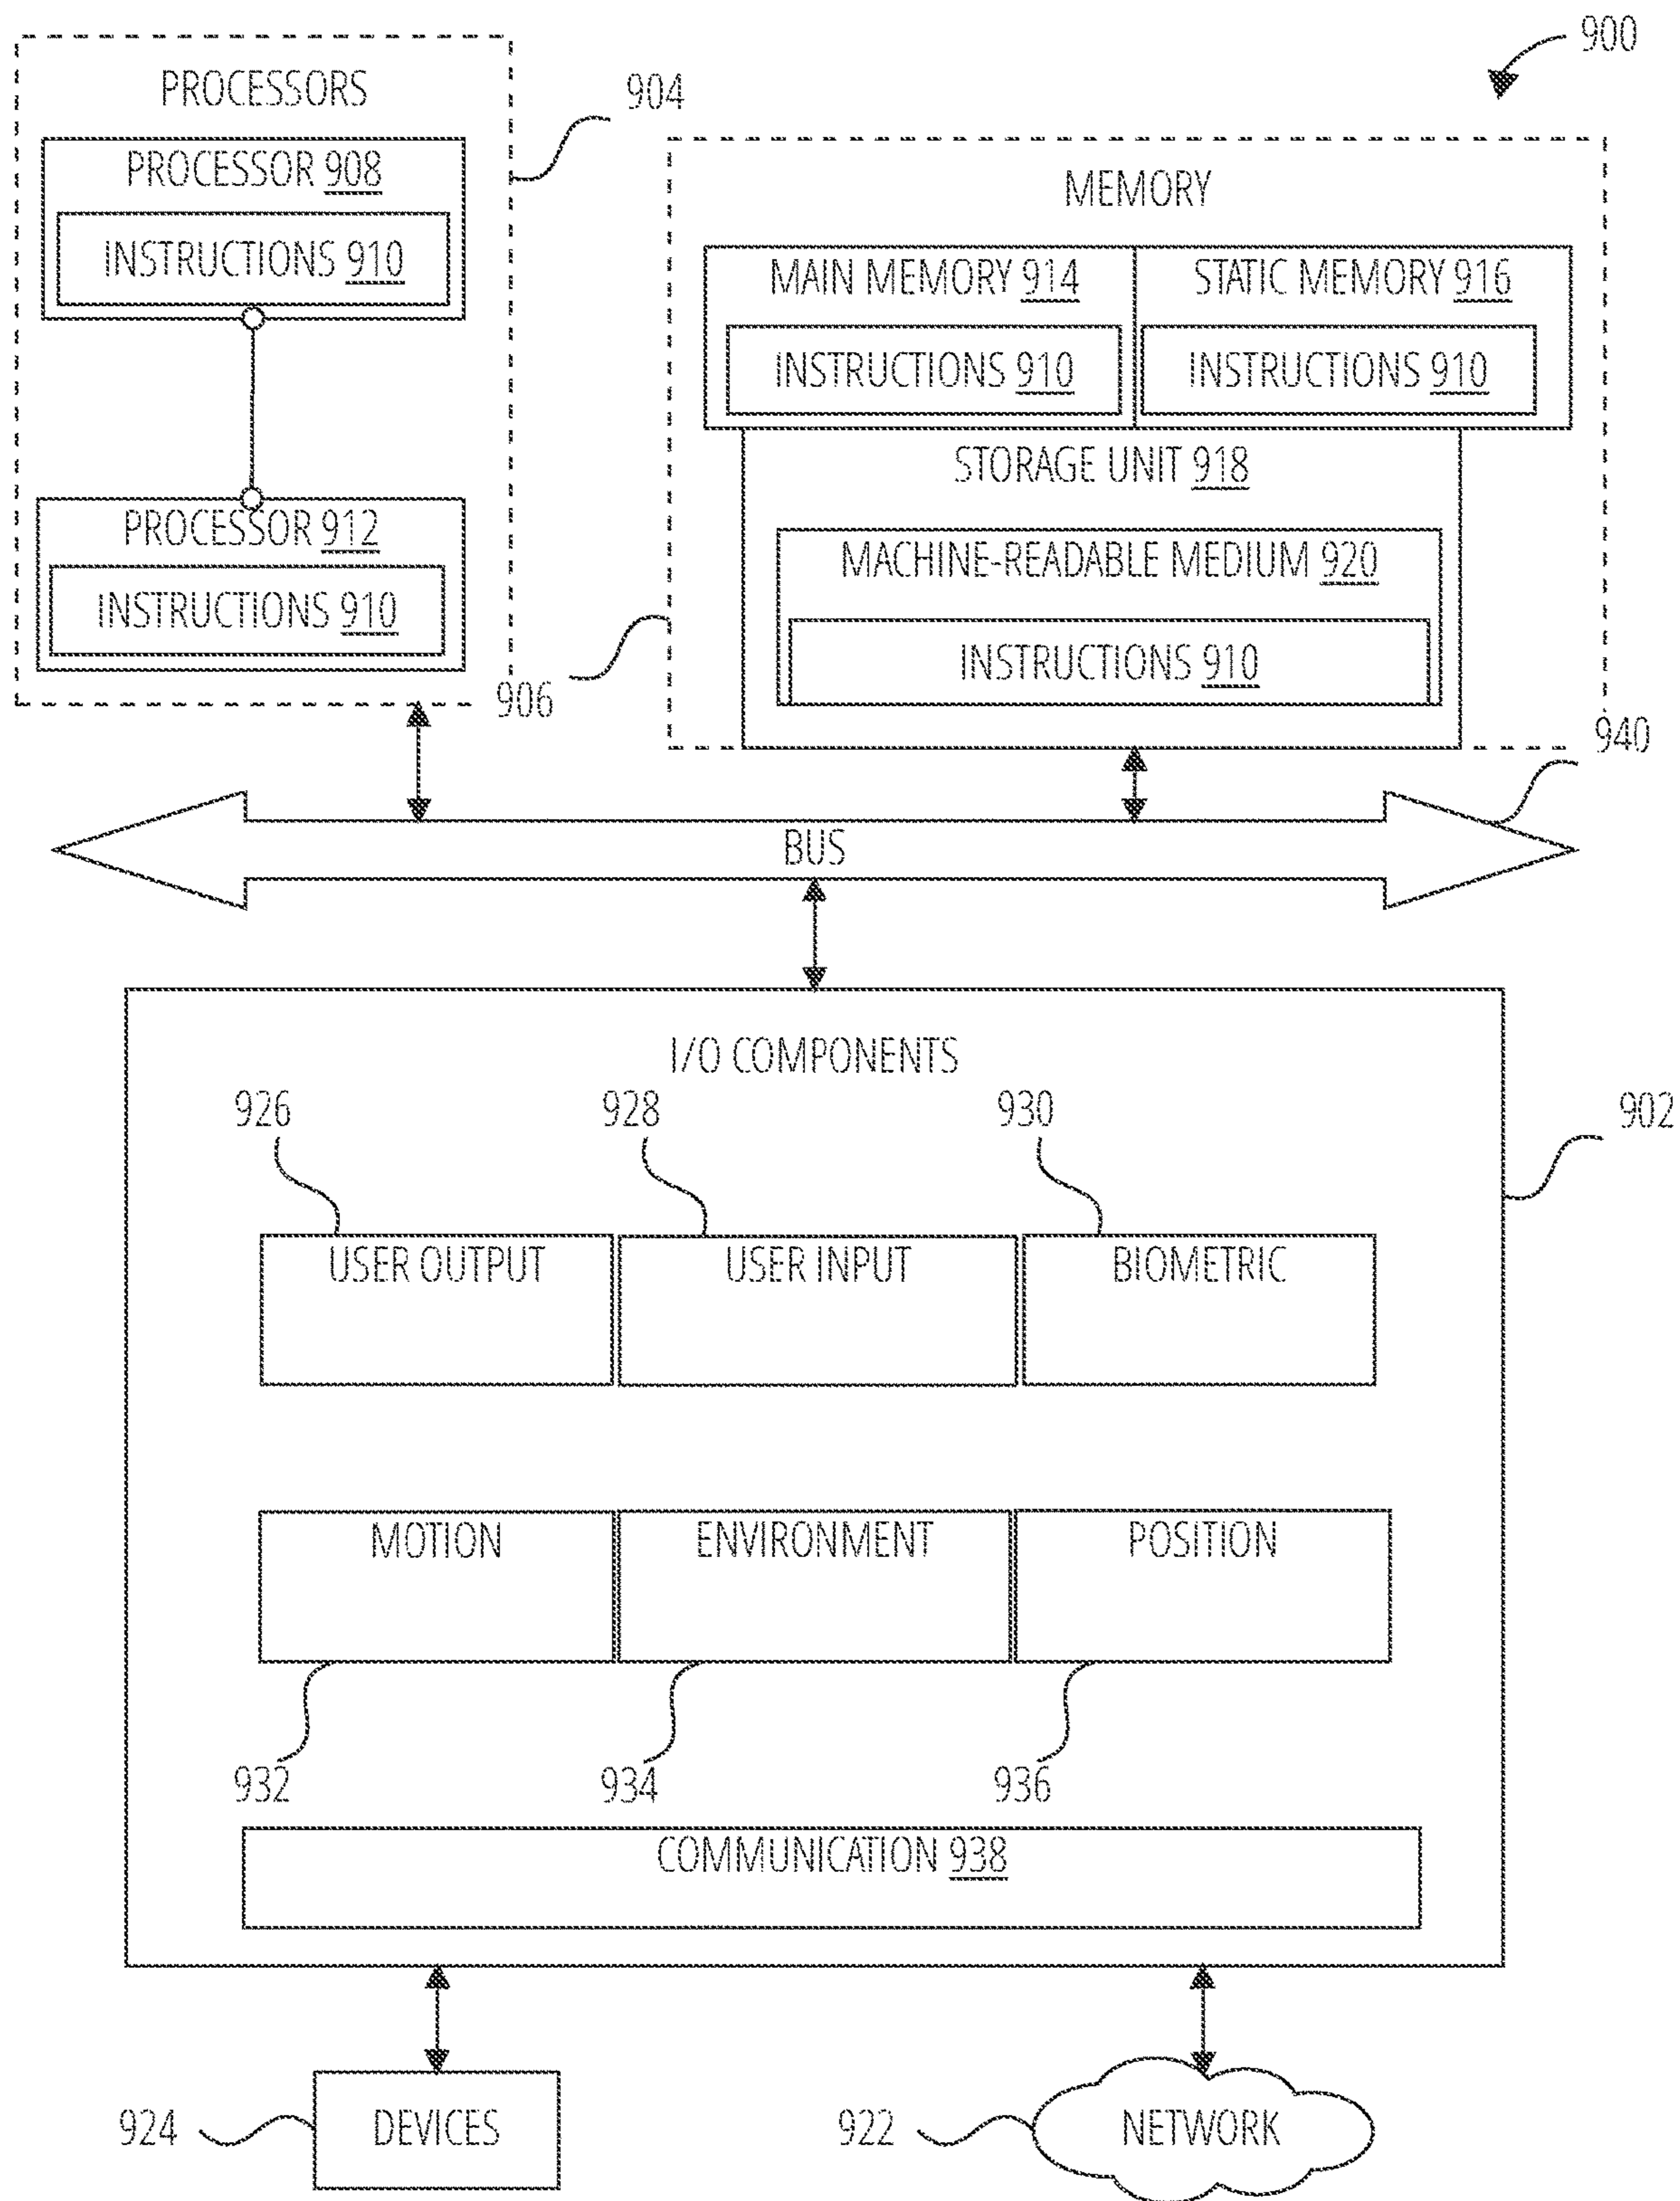 900
PROCESSORS
904
PROCESSOR 908
INSTRUCTIONS 910
MEMORY
MAIN MEMORY 914
STATIC MEMORY 916
INSTRUCTIONS 910
INSTRUCTIONS 910
STORAGE UNIT 918
PROCESSOR 912
INSTRUCTIONS 910
MACHINE-READABLE MEDIUM 920
INSTRUCTIONS 910
906
940
BUS
I/O COMPONENTS
926
928
930
902
USER OUTPUT
USER INPUT
BIOMETRIC
MOTION
ENVIRONMENT
POSITION
932
934
936
COMMUNICATION 938
924
DEVICES
922
NETWORK